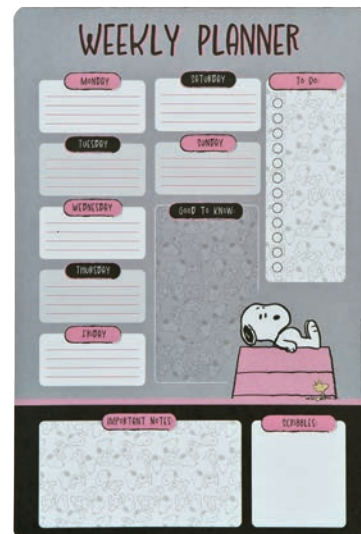 WEEKLY PLANNER
MONDAY
TUESDAY
WEDNESDAY
THURSDAY
FRIDAY
SATURDAY
SUNDAY
GOOD TO KNOW:
TO DO:
IMPORTANT NOTES:
SCRIBBLES: